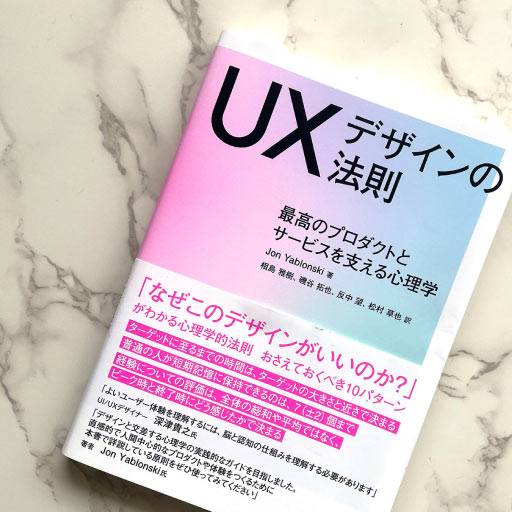 UXデザインの
法則
最高のプロダクトと
サービスを支える心理学
Jon Yablonski 著
相島 雅樹、磯谷 拓也、反中 望、松村 草也 訳
「なぜこのデザインがいいのか？」
がわかる心理学的法則 おさえておくべき10パターン
ターゲットに至るまでの時間は、ターゲットの大きさと近さで決まる
普通の人が短期記憶に保持できるのは、7（±2）個まで
経験についての評価は、全体の総和や平均ではなく、
ピーク時と終了時にどう感じたかで決まる
「よいユーザー体験を理解するには、脳と認知の仕組みを理解する必要があります」
UI/UXデザイナー 深津貴之氏
「デザインと交差する心理学の実践的なガイドを目指しました。
直感的で人間中心的なプロダクトや体験をつくるために
本書で詳説している原則をぜひ使ってみてください」
著者 Jon Yablonski氏